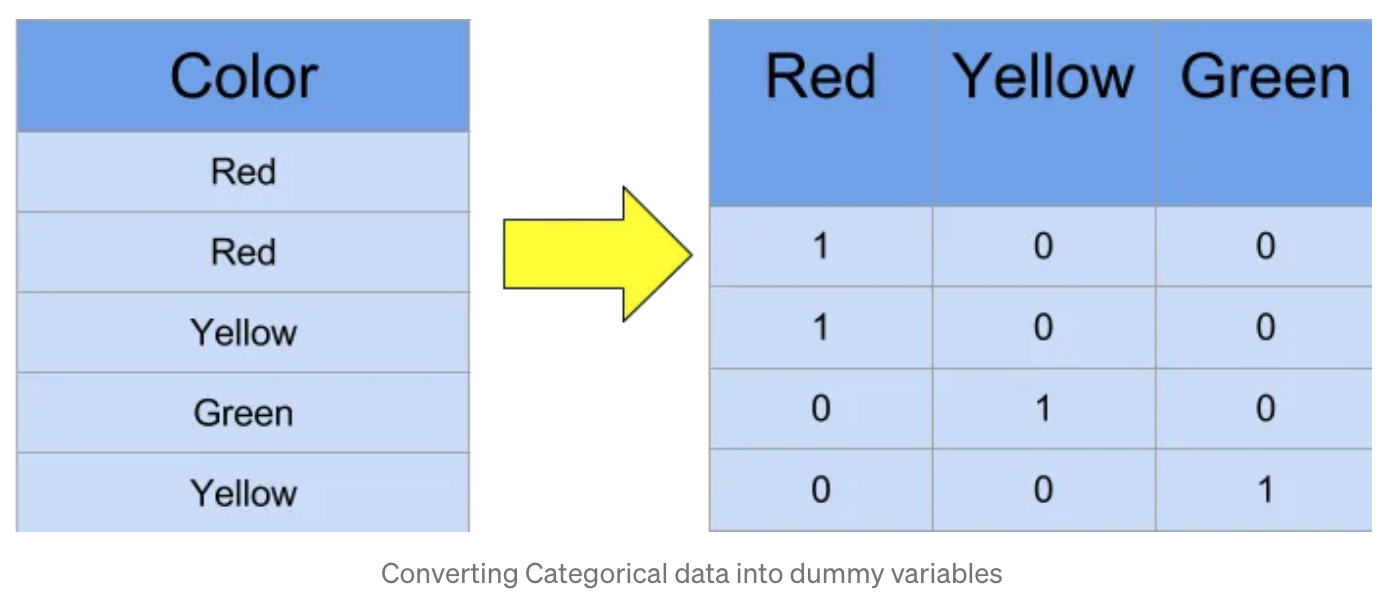 Color
Red
Red
Yellow
Green
Yellow
Red Yellow Green
1 0 0
1 0 0
0 1 0
0 0 1
Converting Categorical data into dummy variables